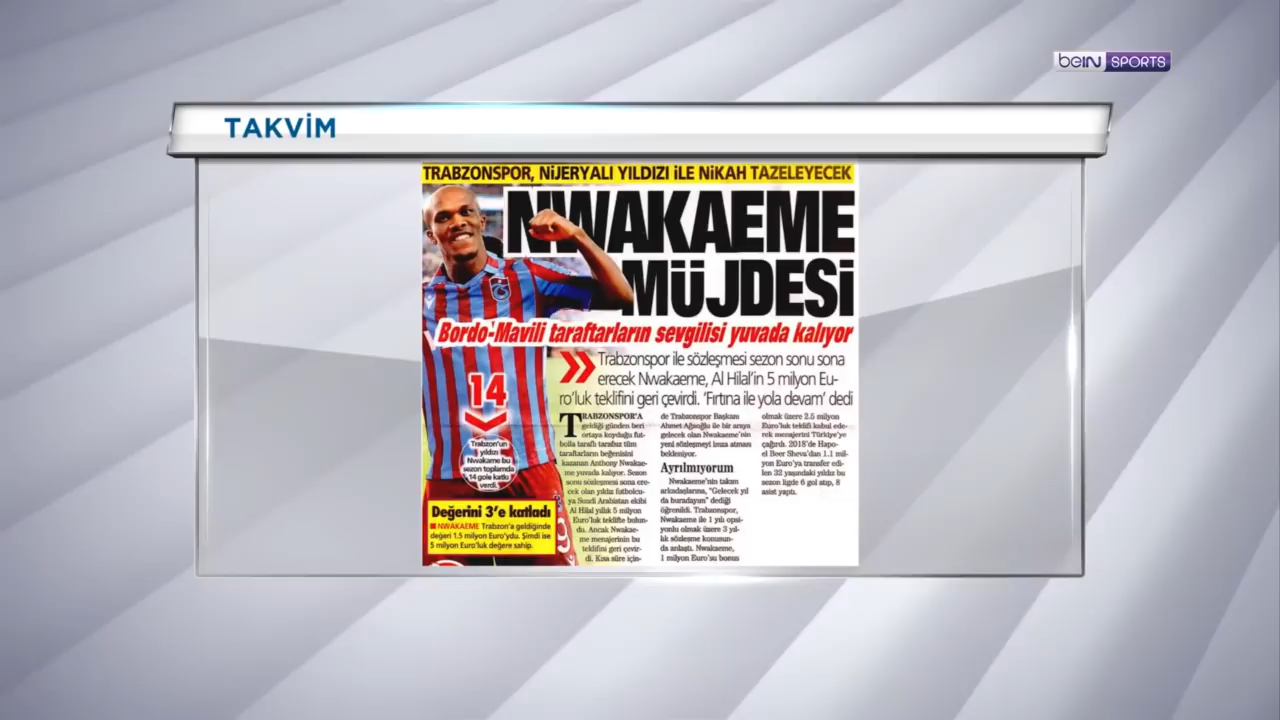 beIN SPORTS
TAKVİM
TRABZONSPOR, NİJERYALI YILDIZI İLE NİKAH TAZELEYECEK
NWAKAEME
MÜJDESİ
Bordo-Mavili taraftarların sevgilisi yuvada kalıyor
Trabzonspor ile sözleşmesi sezon sonu sona
erecek Nwakaeme, Al Hilal'in 5 milyon Eu-
ro'luk teklifini geri çevirdi. 'Fırtına ile yola devam' dedi
14
Trabzon'un
yıldızı
Nwakame bu
sezon toplamda
14 gole katkı
verdi.
Değerini 3'e katladı
NWAKAEME Trabzon'a geldiğinde
değeri 1.5 milyon Euro'ydu. Şimdi ise
5 milyon Euro'luk değere sahip.
TRABZONSPOR'A
geldiği günden beri
ortaya koyduğu fut-
bolla taraflı tarafsız tüm
taraftarların beğenisini
kazanan Anthony Nwakae-
me yuvada kalıyor. Sezon
sonu sözleşmesi sona ere-
cek olan yıldız futbolcu-
ya Suudi Arabistan ekibi
Al Hilal yıllık 5 milyon
Euro'luk teklifte bulun-
du. Ancak Nwakae-
me menajerinin bu
teklifini geri çevir-
di. Kısa süre için-
de Trabzonspor Başkanı
Ahmet Ağaoğlu ile bir araya
gelecek olan Nwakaeme'nin
yeni sözleşmeyi imza atması
bekleniyor.
Ayrılmıyorum
Nwakaeme'nin takım
arkadaşlarına, "Gelecek yıl
da buradayım" dediği
öğrenildi. Trabzonspor,
Nwakaeme ile 1 yılı opsi-
yonlu olmak üzere 3 yıl-
lık sözleşme konusun-
da anlaştı. Nwakaeme,
1 milyon Euro'su bonus
olmak üzere 2.5 milyon
Euro'luk teklifi kabul ede-
rek menajerini Türkiye'ye
çağırdı. 2018'de Hapo-
el Beer Sheva'dan 1.1 mil-
yon Euro'ya transfer edi-
len 32 yaşındaki yıldız bu
sezon ligde 6 gol atıp, 8
asist yaptı.